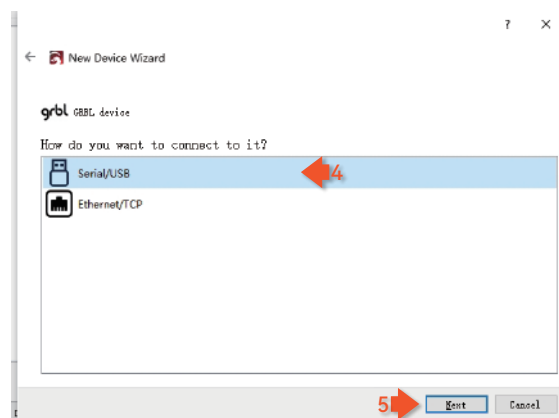 ?
New Device Wizard
grbl GRBL device
How do you want to connect to it?
Serial/USB 4
Ethernet/TCP
5 Next Cancel